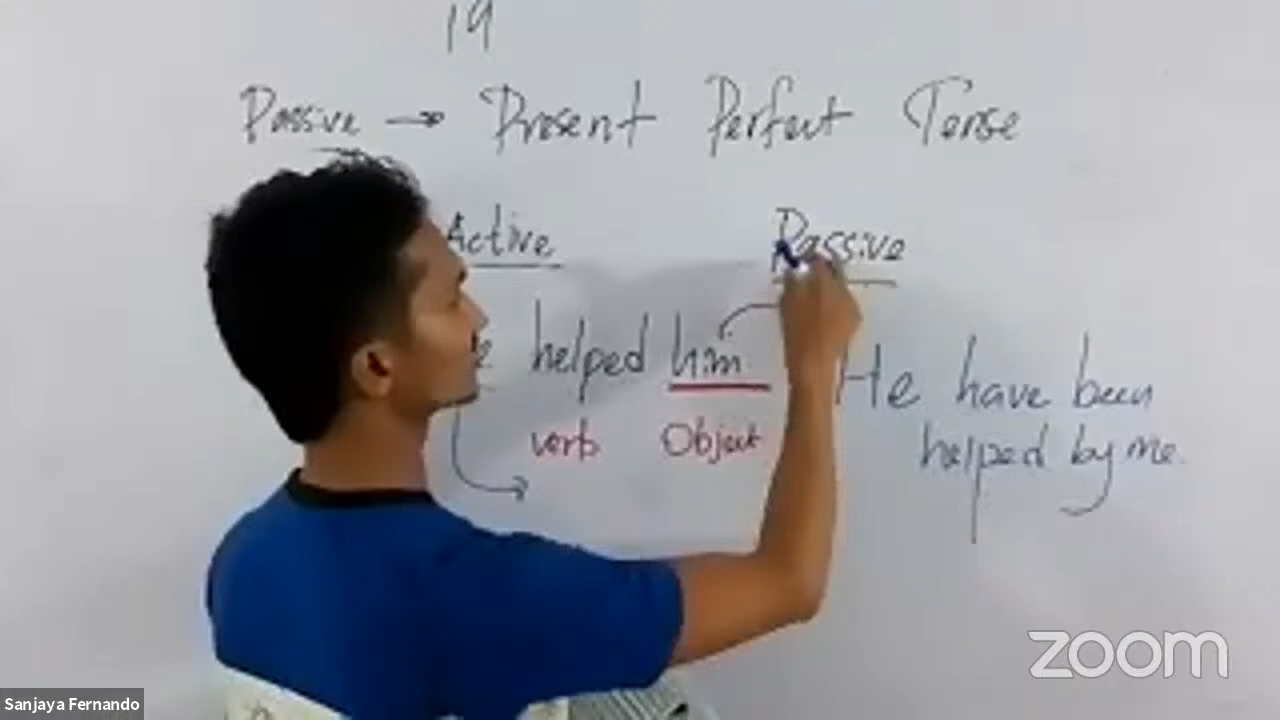 19
Passive → Present Perfect Tense
Active
Passive
helped him
He have been
verb Object
helped by me.
zoom
Sanjaya Fernando